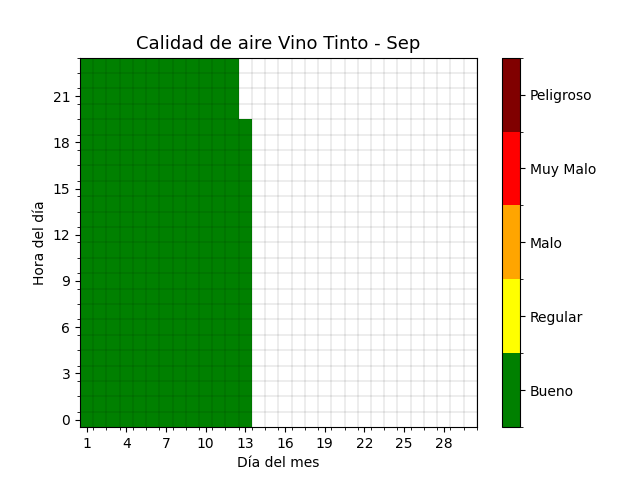 Calidad de aire Vino Tinto - Sep
Hora del día
21
18
15
12
9
6
3
0
1 4 7 10 13 16 19 22 25 28
Día del mes
Peligroso
Muy Malo
Malo
Regular
Bueno